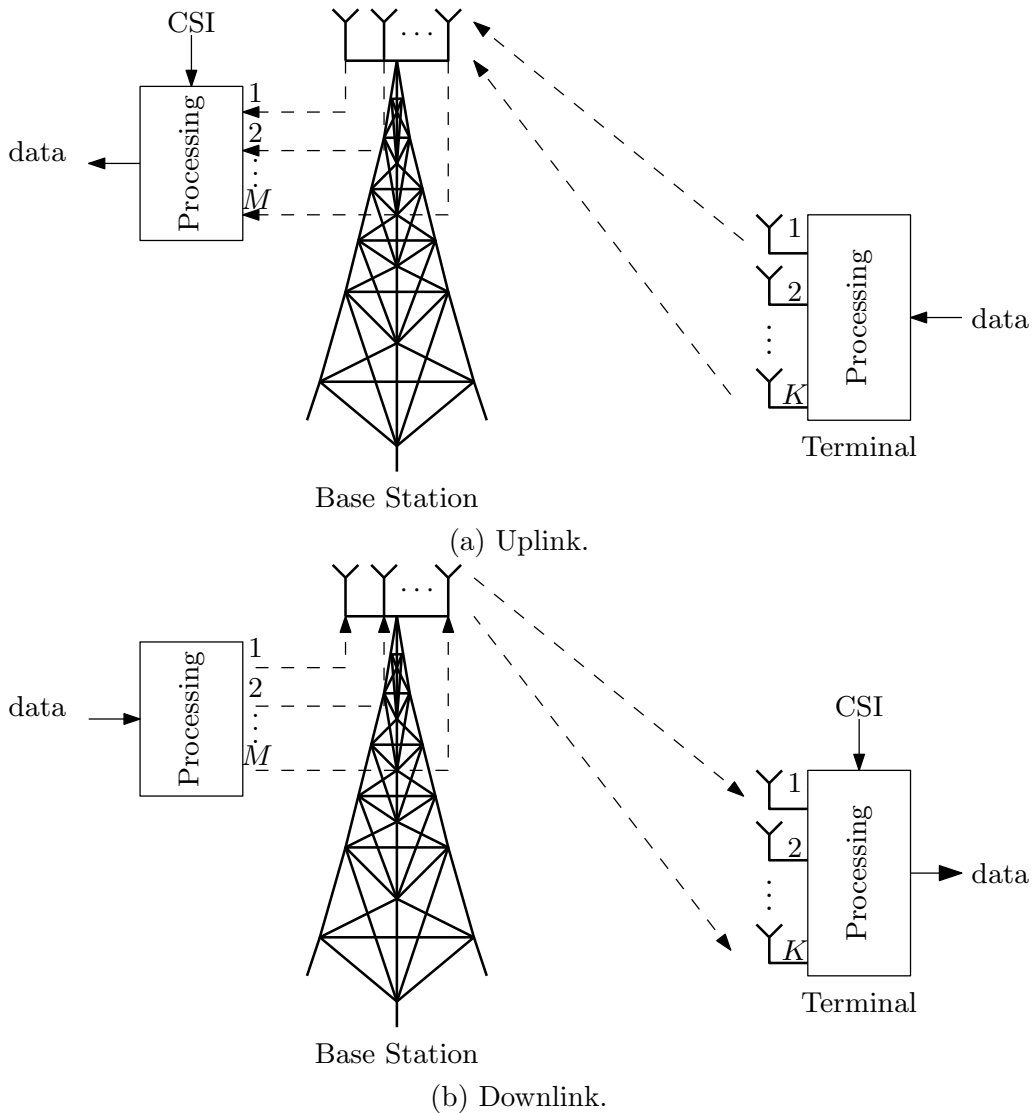 CSI
data
Processing
1
2
M
...
1
2
K
Processing
data
Terminal
Base Station
(a) Uplink.
data
Processing
1
2
M
...
CSI
1
2
K
Processing
data
Terminal
Base Station
(b) Downlink.